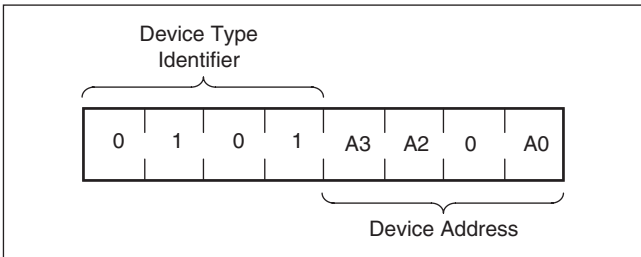 Device Type
Identifier
0 1 0 1 A3 A2 0 A0
Device Address